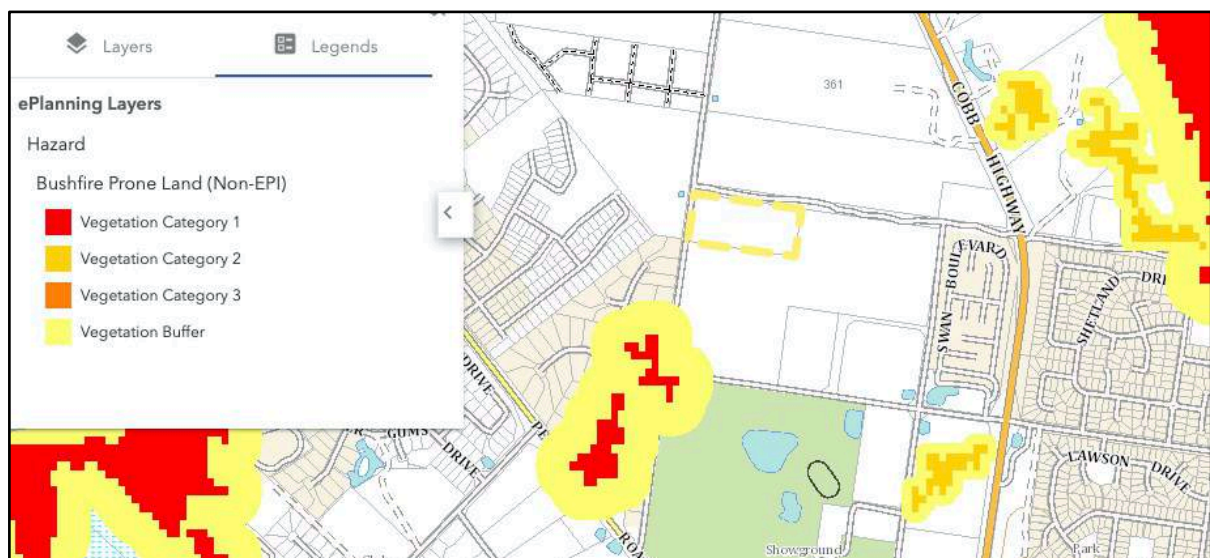 Layers
Legends
ePlanning Layers
Hazard
Bushfire Prone Land (Non-EPI)
Vegetation Category 1
Vegetation Category 2
Vegetation Category 3
Vegetation Buffer
361
COBB HIGHWAY
SWAN BOULEVARD
SHETLAND DRI
DRIVE
GUMS DRIVE
PE
ROA
LAWSON DRIVE
Showground
Park